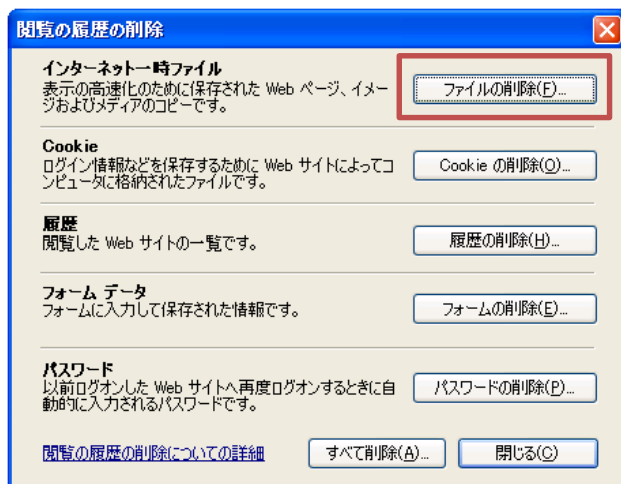 閲覧の履歴の削除
インターネット一時ファイル
表示の高速化のために保存された Web ページ、イメー
ジおよびメディアのコピーです。
ファイルの削除(F)...
Cookie
ログイン情報などを保存するために Web サイトによってコ
ンピュータに格納されたファイルです。
Cookie の削除(O)...
履歴
閲覧した Web サイトの一覧です。
履歴の削除(H)...
フォーム データ
フォームに入力して保存された情報です。
フォームの削除(E)...
パスワード
以前ログオンした Web サイトへ再度ログオンするときに自
動的に入力されるパスワードです。
パスワードの削除(P)...
閲覧の履歴の削除についての詳細
すべて削除(A)...
閉じる(C)